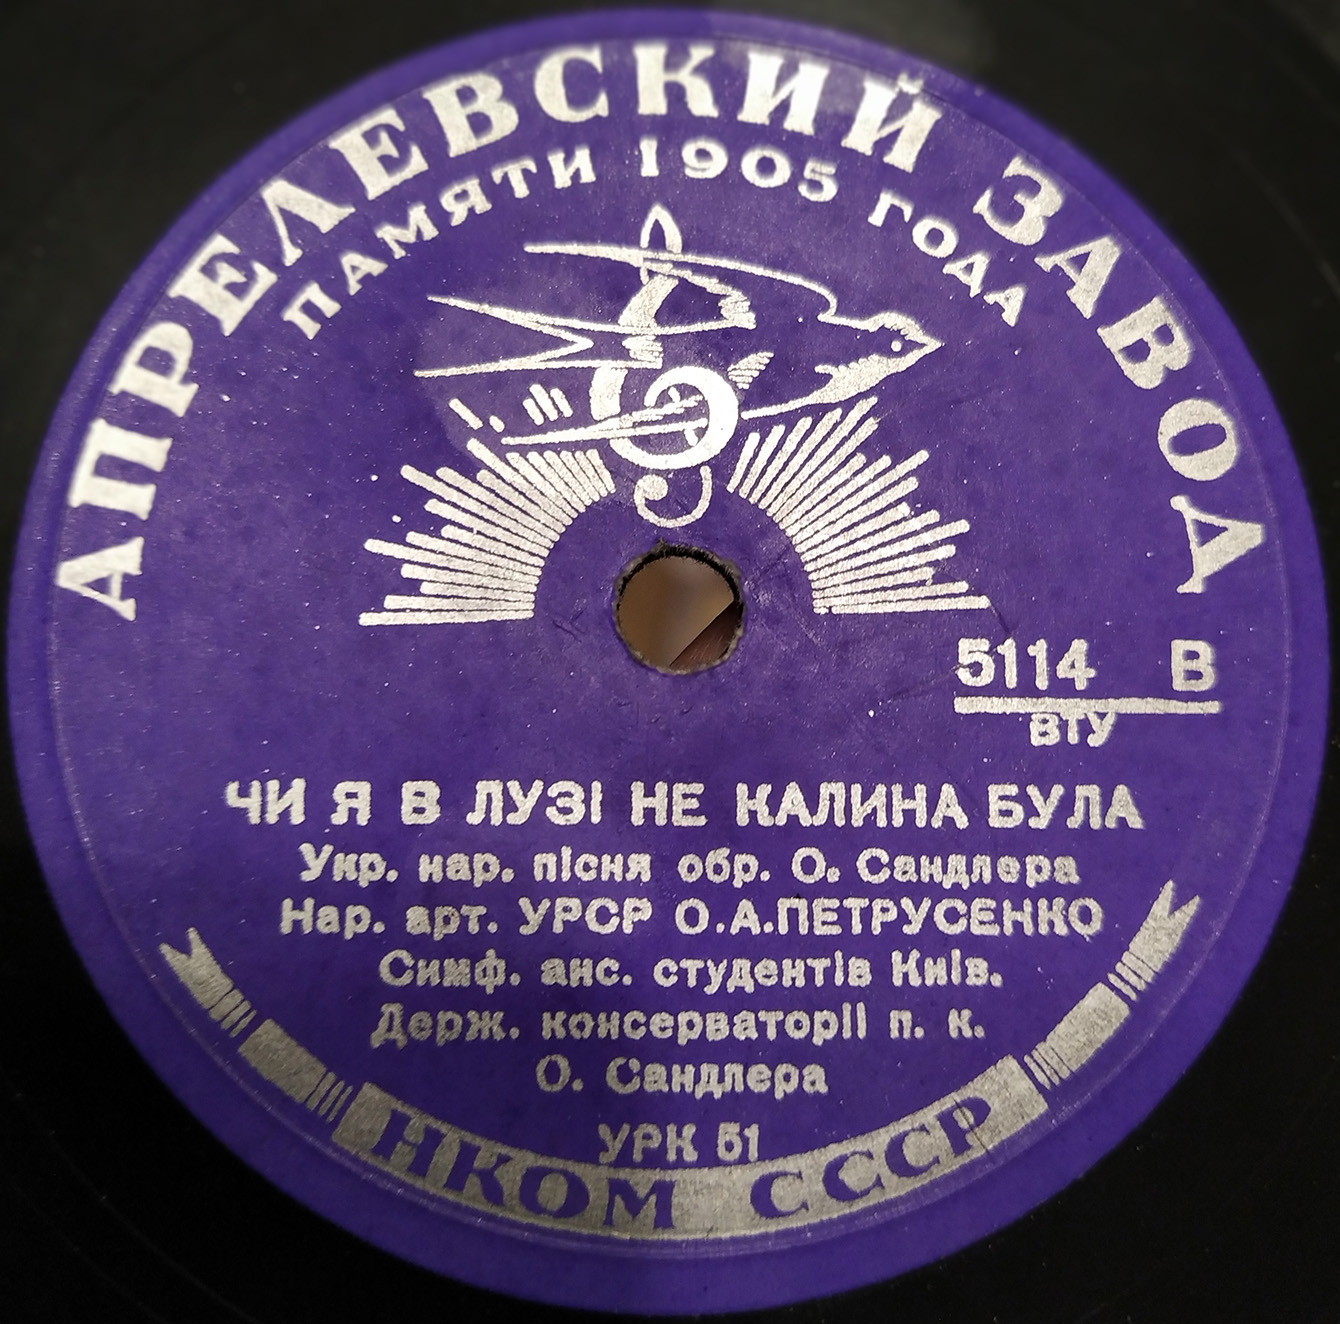 АПРЕЛЕВСКИЙ ЗАВОД
ПАМЯТИ 1905 ГОДА
5114 В
ВТУ
ЧИ Я В ЛУЗІ НЕ КАЛИНА БУЛА
Укр. нар. пісня обр. О. Сандлера
Нар. арт. УРСР О.А.ПЕТРУСЕНКО
Симф. анс. студентів Київ.
Держ. консерваторії п. к.
О. Сандлера
УРК 51
НКОМ СССР